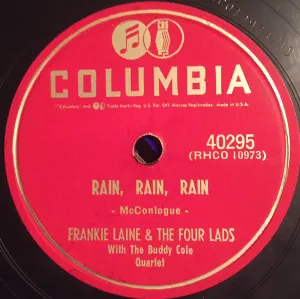 COLUMBIA
"Columbia" and Trade Marks Reg. U.S. Pat. Off. Marcas Registradas. Made in U.S.A.
40295
(RHCO 10973)
RAIN, RAIN, RAIN
- McConlogue -
FRANKIE LAINE & THE FOUR LADS
With The Buddy Cole
Quartet